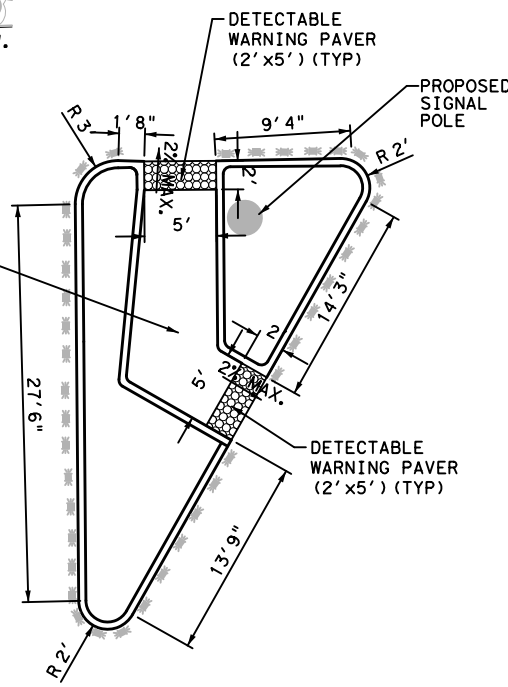 DETECTABLE
WARNING PAVER
(2'x5')(TYP)
PROPOSED
SIGNAL
POLE
R 3'
1'8"
9'4"
R 2'
2% MAX.
2'
5'
14'3"
2'
2% MAX.
5'
27'6"
DETECTABLE
WARNING PAVER
(2'x5')(TYP)
13'9"
R 2'